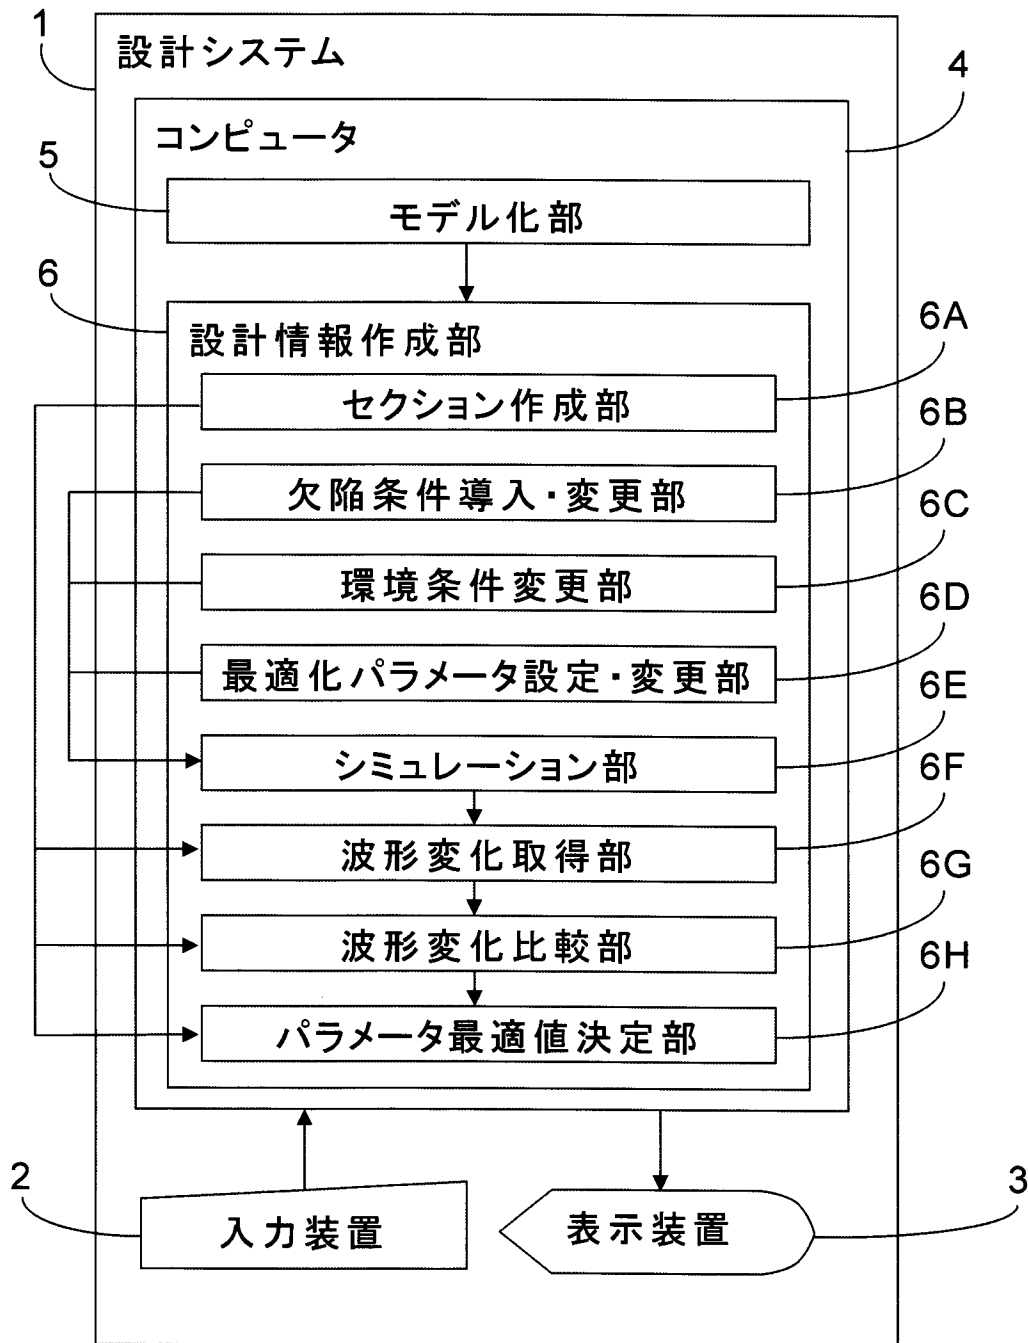 1
設計システム
4
コンピュータ
5
モデル化部
6
設計情報作成部
6A
セクション作成部
6B
欠陥条件導入・変更部
6C
環境条件変更部
6D
最適化パラメータ設定・変更部
6E
シミュレーション部
6F
波形変化取得部
6G
波形変化比較部
6H
パラメータ最適値決定部
2
入力装置
表示装置
3